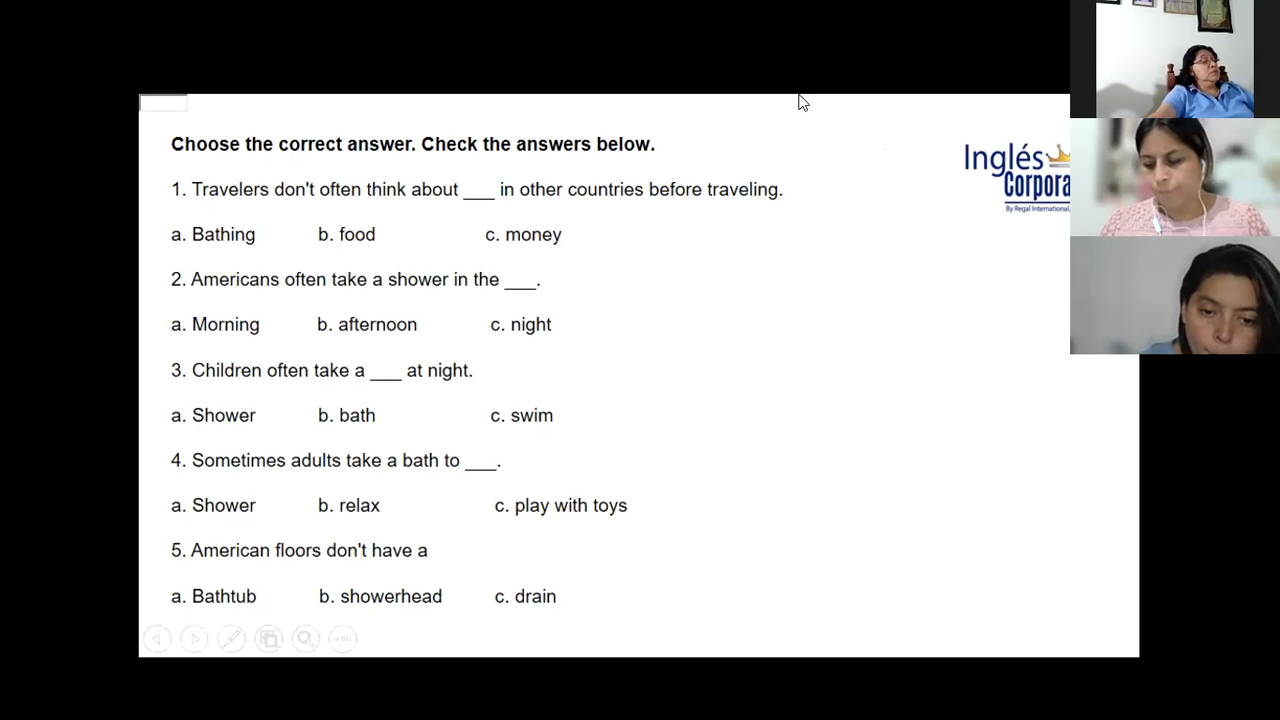 Choose the correct answer. Check the answers below.
1. Travelers don't often think about ___ in other countries before traveling.
a. Bathing b. food c. money
2. Americans often take a shower in the ___.
a. Morning b. afternoon c. night
3. Children often take a ___ at night.
a. Shower b. bath c. swim
4. Sometimes adults take a bath to ___.
a. Shower b. relax c. play with toys
5. American floors don't have a
a. Bathtub b. showerhead c. drain
Inglés
Corpora
By Regal International,